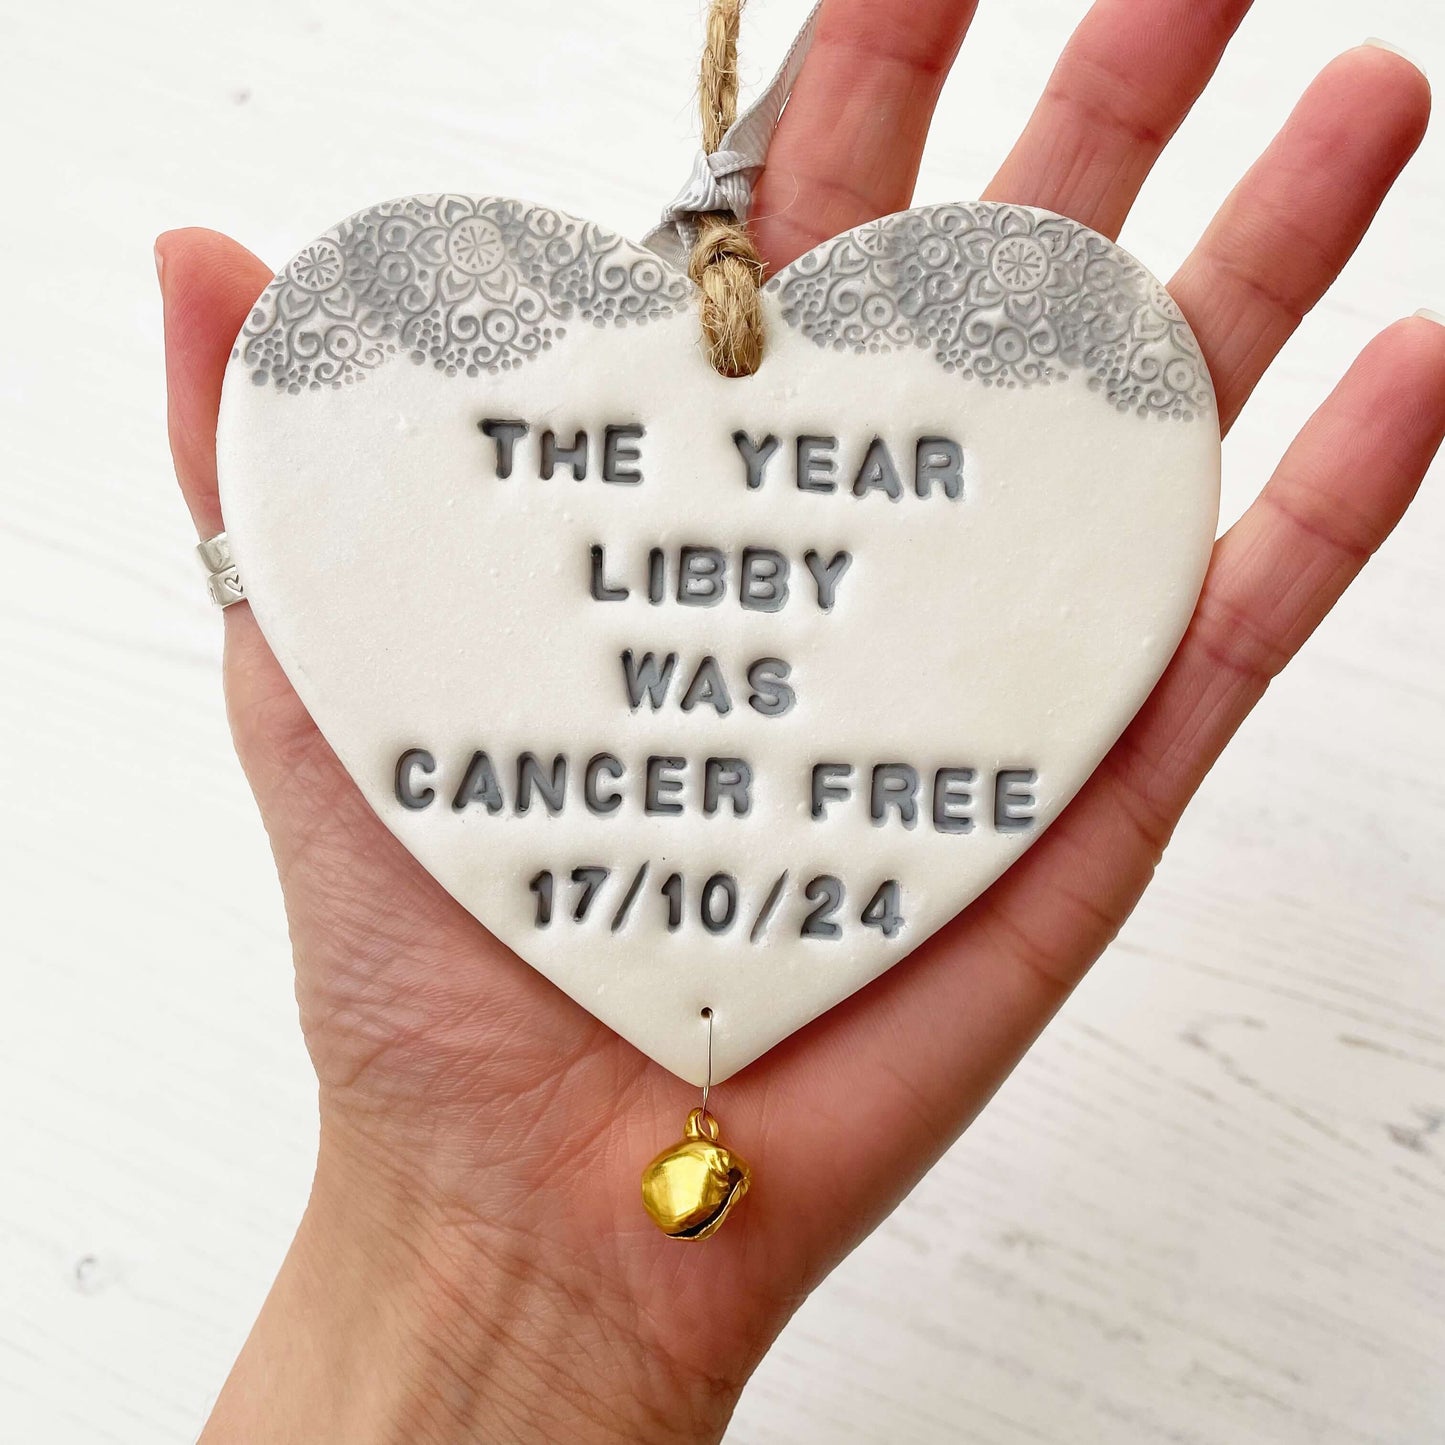 THE YEAR
LIBBY
WAS
CANCER FREE
17/10/24